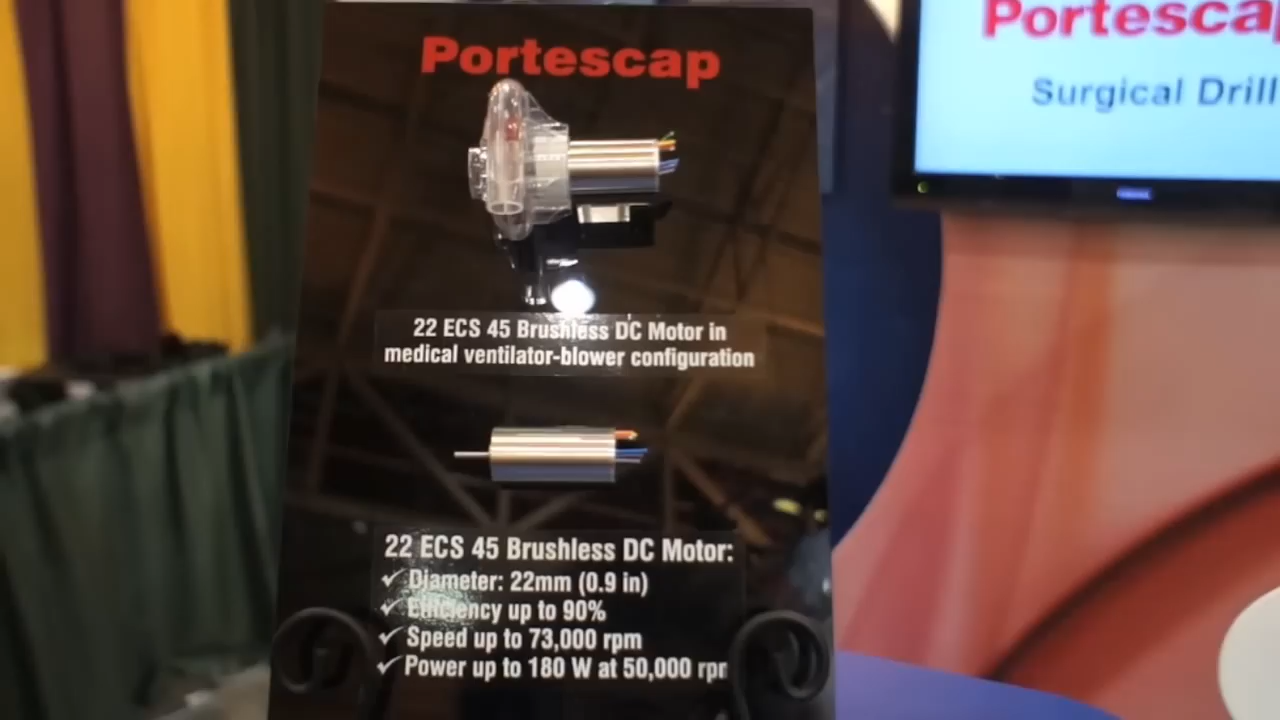 Portescap
22 ECS 45 Brushless DC Motor in
medical ventilator-blower configuration
22 ECS 45 Brushless DC Motor:
✓ Diameter: 22mm (0.9 in)
✓ Efficiency up to 90%
✓ Speed up to 73,000 rpm
✓ Power up to 180 W at 50,000 rpr
Portescap
Surgical Drill